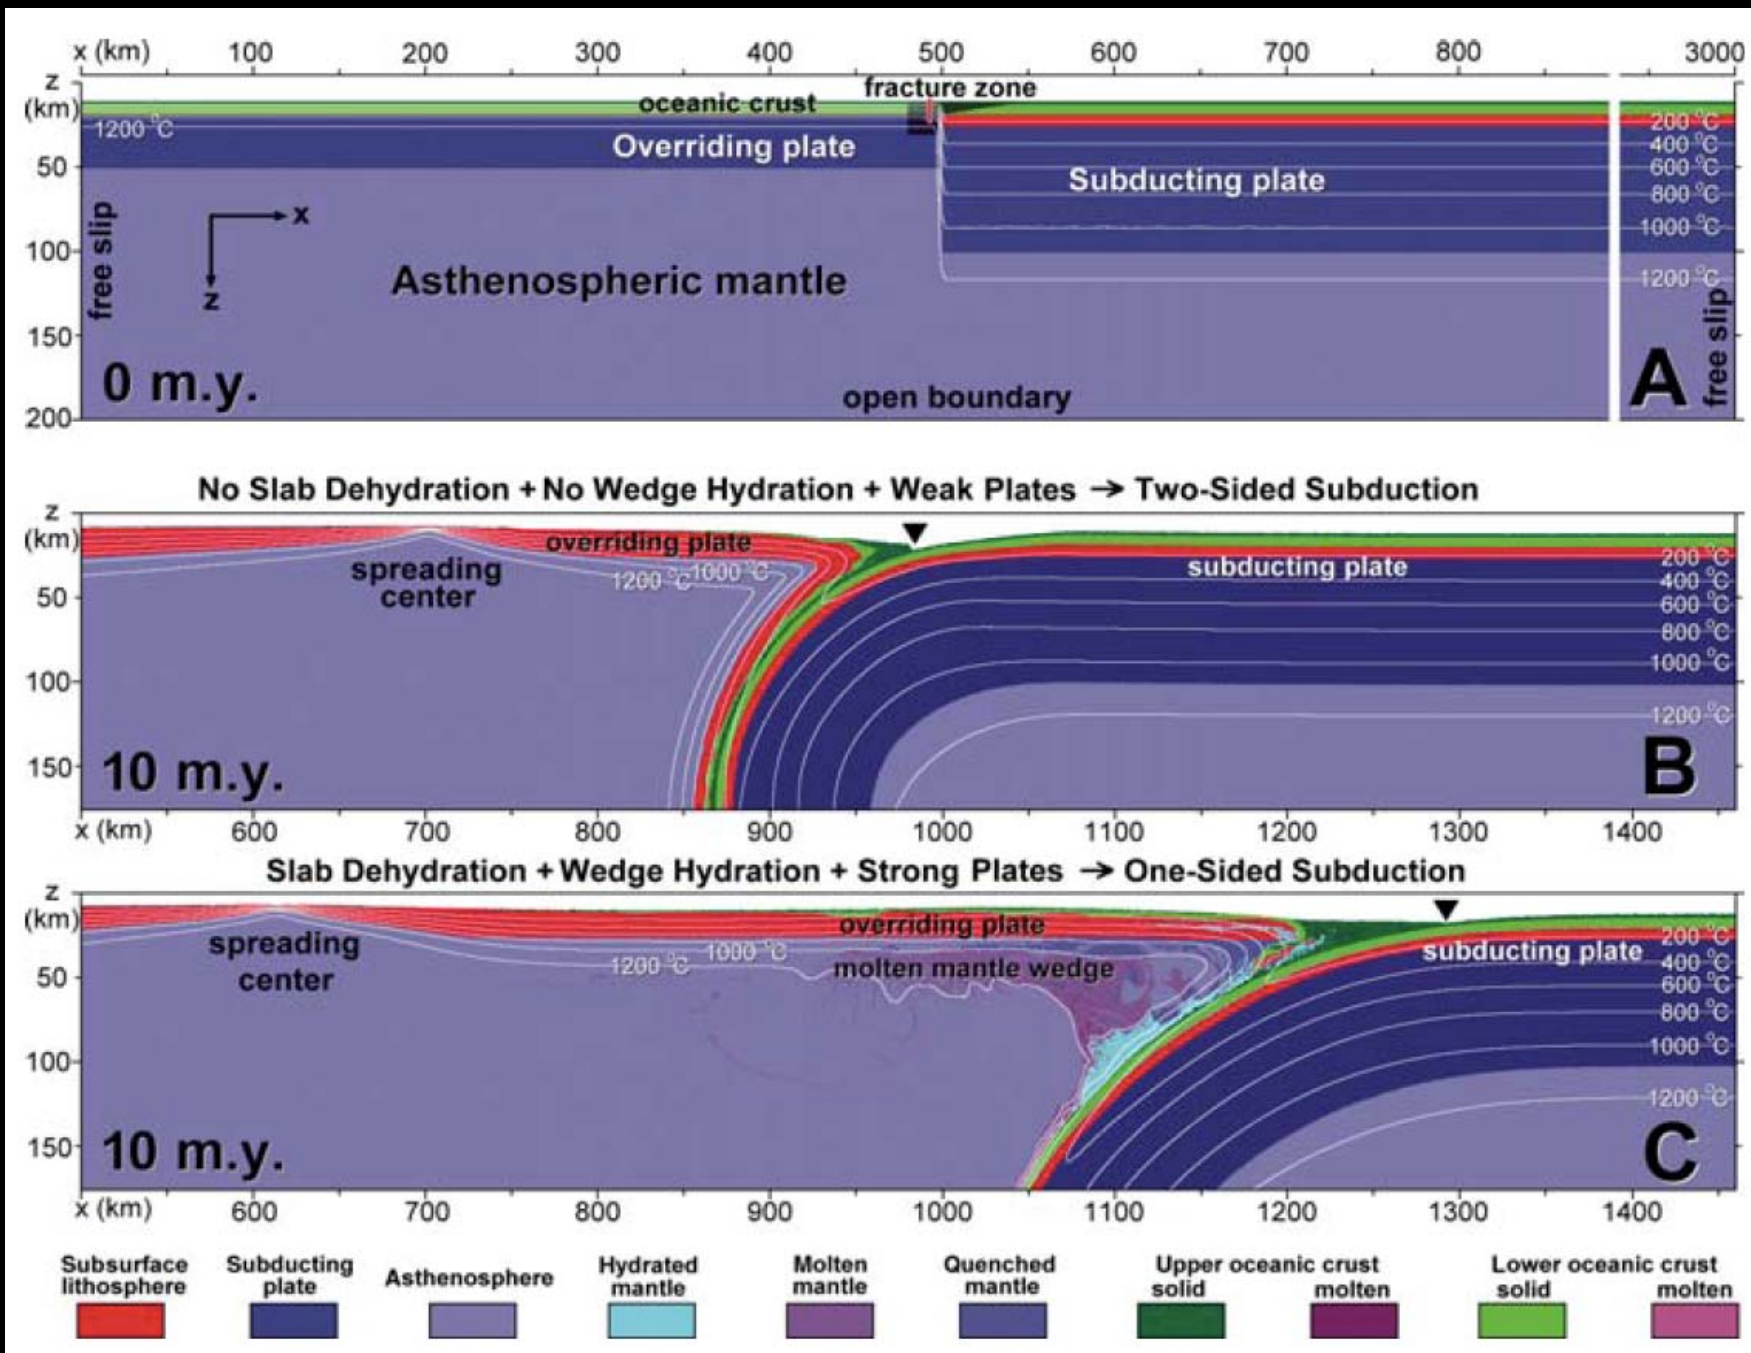 x (km) 100 200 300 400 500 600 700 800 3000
z
(km)
fracture zone
oceanic crust
1200 °C
200 °C
Overriding plate
400 °C
50
600 °C
Subducting plate
800 °C
x
free slip
1000 °C
100
Asthenospheric mantle
1200 °C
z
free slip
150
0 m.y.
A
open boundary
200
No Slab Dehydration + No Wedge Hydration + Weak Plates → Two-Sided Subduction
z
(km)
overriding plate
200 °C
spreading
center
1200 °C 1000 °C
subducting plate
400 °C
50
600 °C
800 °C
1000 °C
100
1200 °C
150
10 m.y.
B
x (km) 600 700 800 900 1000 1100 1200 1300 1400
Slab Dehydration + Wedge Hydration + Strong Plates → One-Sided Subduction
z
(km)
overriding plate
200 °C
spreading
center
1000 °C
subducting plate
1200 °C
molten mantle wedge
400 °C
50
600 °C
800 °C
1000 °C
100
1200 °C
150
10 m.y.
C
x (km) 600 700 800 900 1000 1100 1200 1300 1400
Subsurface
lithosphere
Subducting
plate
Asthenosphere
Hydrated
mantle
Molten
mantle
Quenched
mantle
Upper oceanic crust
solid molten
Lower oceanic crust
solid molten